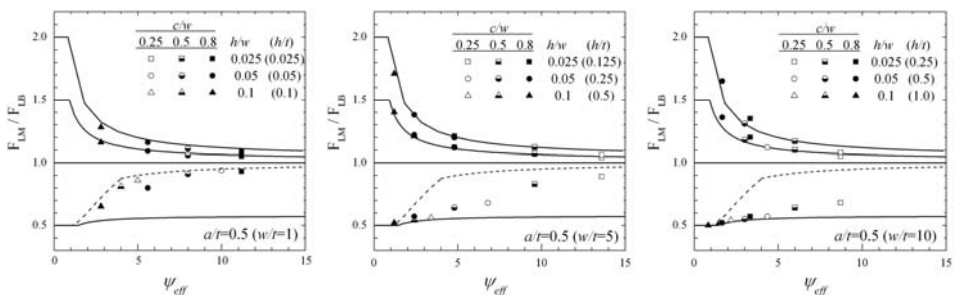 c/w
0.25 0.5 0.8 h/w (h/t)
0.025 (0.025)
0.05 (0.05)
0.1 (0.1)
F_LM / F_LB
2.0
1.5
1.0
0.5
a/t=0.5 (w/t=1)
0 5 10 15
ψ_eff
c/w
0.25 0.5 0.8 h/w (h/t)
0.025 (0.125)
0.05 (0.25)
0.1 (0.5)
F_LM / F_LB
2.0
1.5
1.0
0.5
a/t=0.5 (w/t=5)
0 5 10 15
ψ_eff
c/w
0.25 0.5 0.8 h/w (h/t)
0.025 (0.25)
0.05 (0.5)
0.1 (1.0)
F_LM / F_LB
2.0
1.5
1.0
0.5
a/t=0.5 (w/t=10)
0 5 10 15
ψ_eff